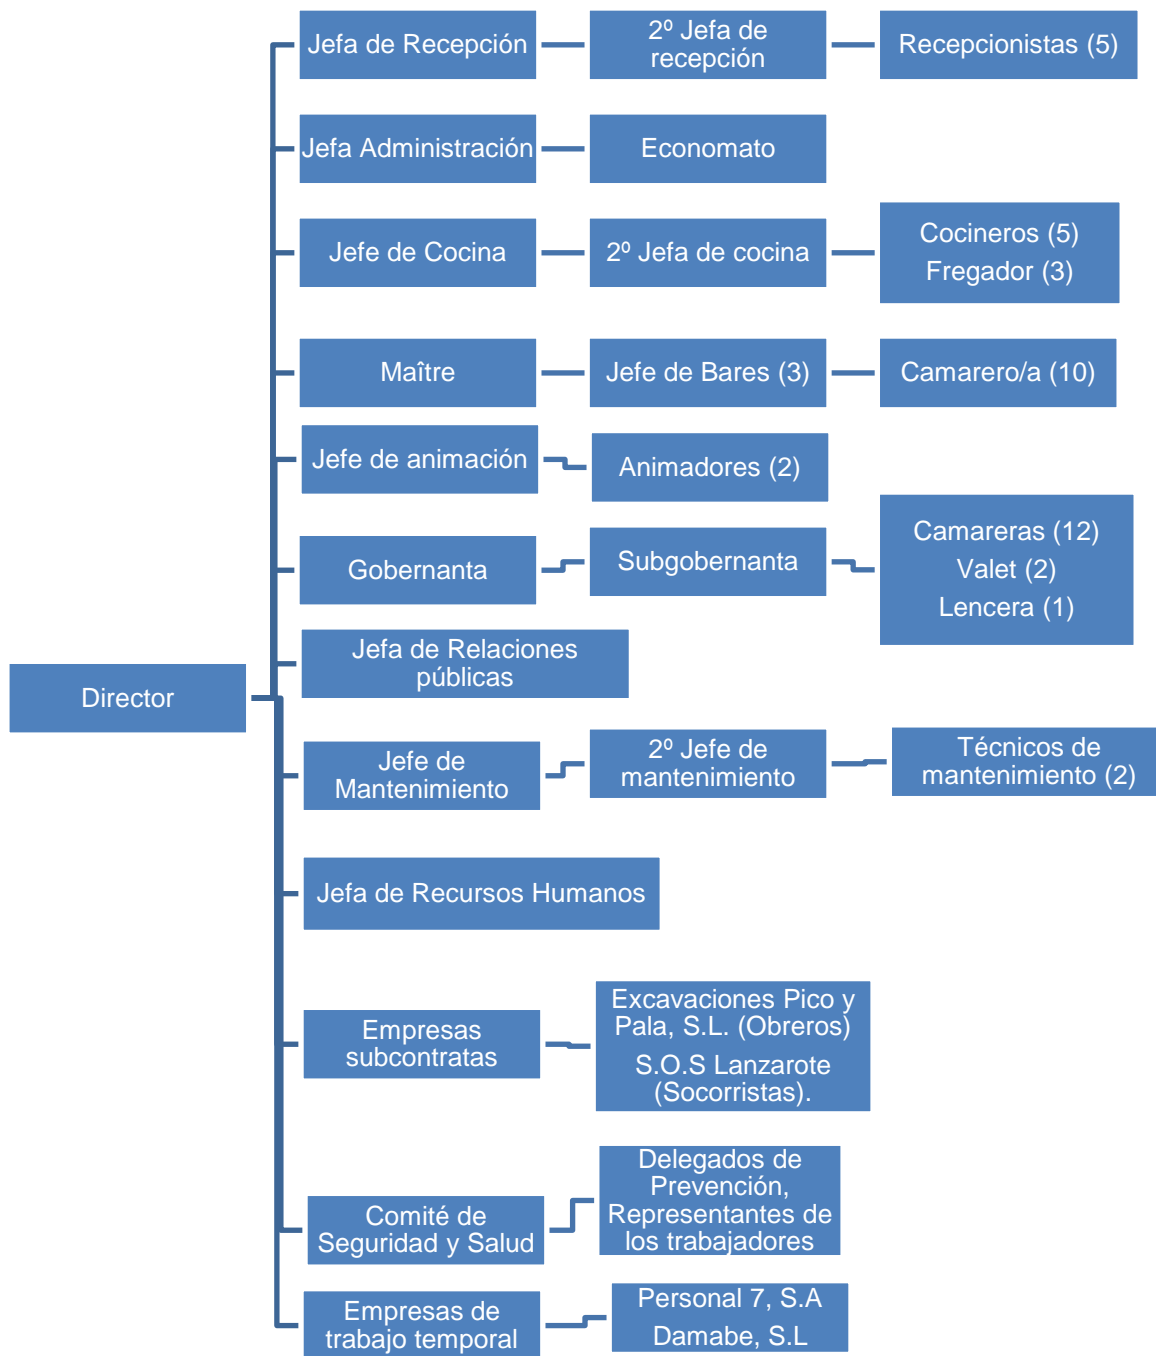 Jefa de Recepción
2º Jefa de
recepción
Recepcionistas (5)
Jefa Administración
Economato
Jefe de Cocina
2º Jefa de cocina
Cocineros (5)
Fregador (3)
Maître
Jefe de Bares (3)
Camarero/a (10)
Jefe de animación
Animadores (2)
Gobernanta
Subgobernanta
Camareras (12)
Valet (2)
Lencera (1)
Jefa de Relaciones
públicas
Director
Jefe de
Mantenimiento
2º Jefe de
mantenimiento
Técnicos de
mantenimiento (2)
Jefa de Recursos Humanos
Empresas
subcontratas
Excavaciones Pico y
Pala, S.L. (Obreros)
S.O.S Lanzarote
(Socorristas).
Comité de
Seguridad y Salud
Delegados de
Prevención,
Representantes de
los trabajadores
Empresas de
trabajo temporal
Personal 7, S.A
Damabe, S.L